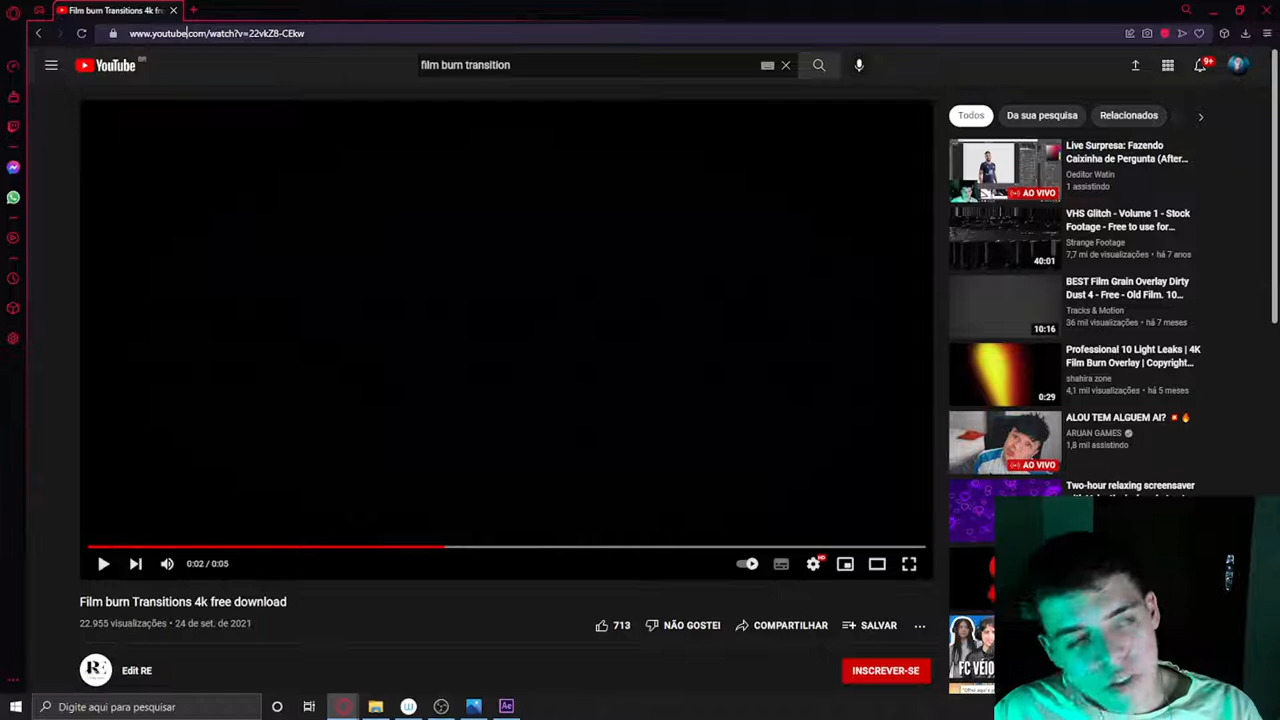 Film burn Transitions 4k fr
www.youtube.com/watch?v=22vkZ8-CEkw
YouTube BR
film burn transition
9+
Todos
Da sua pesquisa
Relacionados
Live Surpresa: Fazendo
Caixinha de Pergunta (After...
Oeditor Watin
1 assistindo
AO VIVO
VHS Glitch - Volume 1 - Stock
Footage - Free to use for...
Strange Footage
7,7 mi de visualizações • há 7 anos
40:01
BEST Film Grain Overlay Dirty
Dust 4 - Free - Old Film. 10...
Tracks & Motion
36 mil visualizações • há 7 meses
10:16
Professional 10 Light Leaks | 4K
Film Burn Overlay | Copyright...
shahira zone
4,1 mil visualizações • há 5 meses
0:29
ALOU TEM ALGUEM AI?
ARUAN GAMES
1,8 mil assistindo
AO VIVO
Two-hour relaxing screensaver
0:02 / 0:05
HD
Film burn Transitions 4k free download
22.955 visualizações • 24 de set. de 2021
713
NÃO GOSTEI
COMPARTILHAR
SALVAR
RE
Edit RE
INSCREVER-SE
FC VÉIO
Digite aqui para pesquisar
Ae